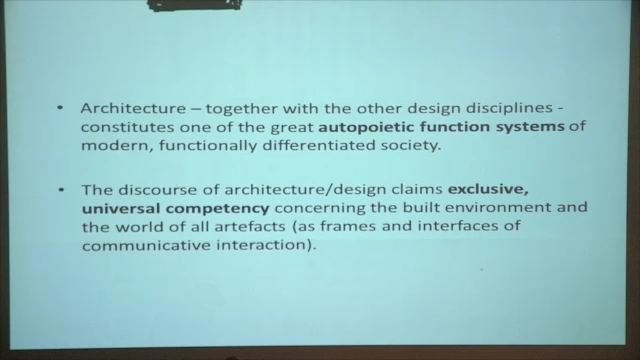 • Architecture – together with the other design disciplines -
constitutes one of the great autopoietic function systems of
modern, functionally differentiated society.
• The discourse of architecture/design claims exclusive,
universal competency concerning the built environment and
the world of all artefacts (as frames and interfaces of
communicative interaction).